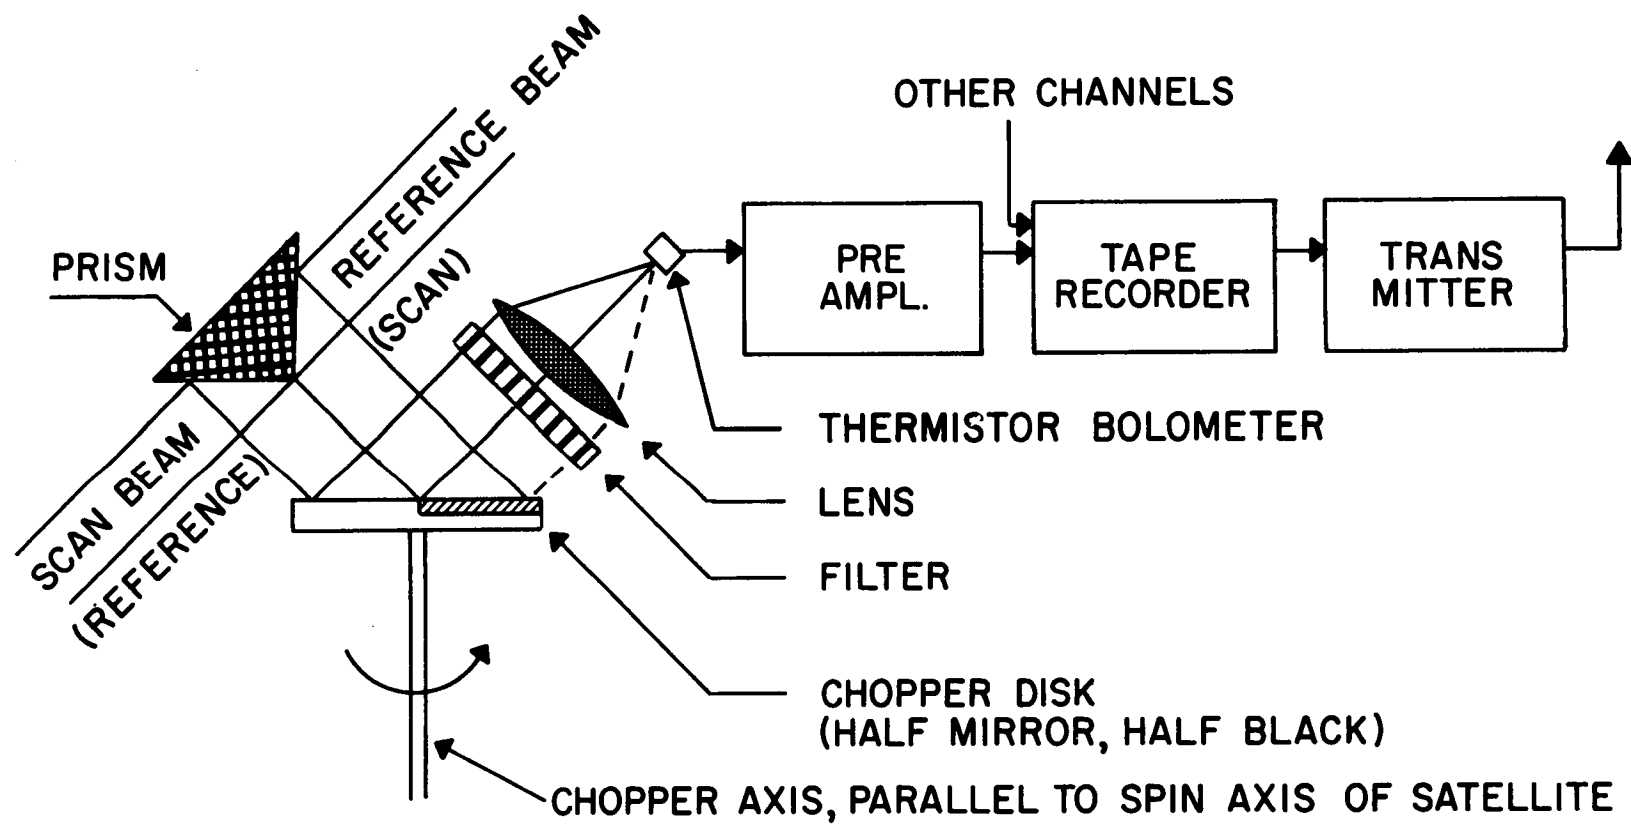 REFERENCE BEAM
(SCAN)
OTHER CHANNELS
PRISM
PRE
AMPL.
TAPE
RECORDER
TRANS
MITTER
SCAN BEAM
(REFERENCE)
THERMISTOR BOLOMETER
LENS
FILTER
CHOPPER DISK
(HALF MIRROR, HALF BLACK)
CHOPPER AXIS, PARALLEL TO SPIN AXIS OF SATELLITE